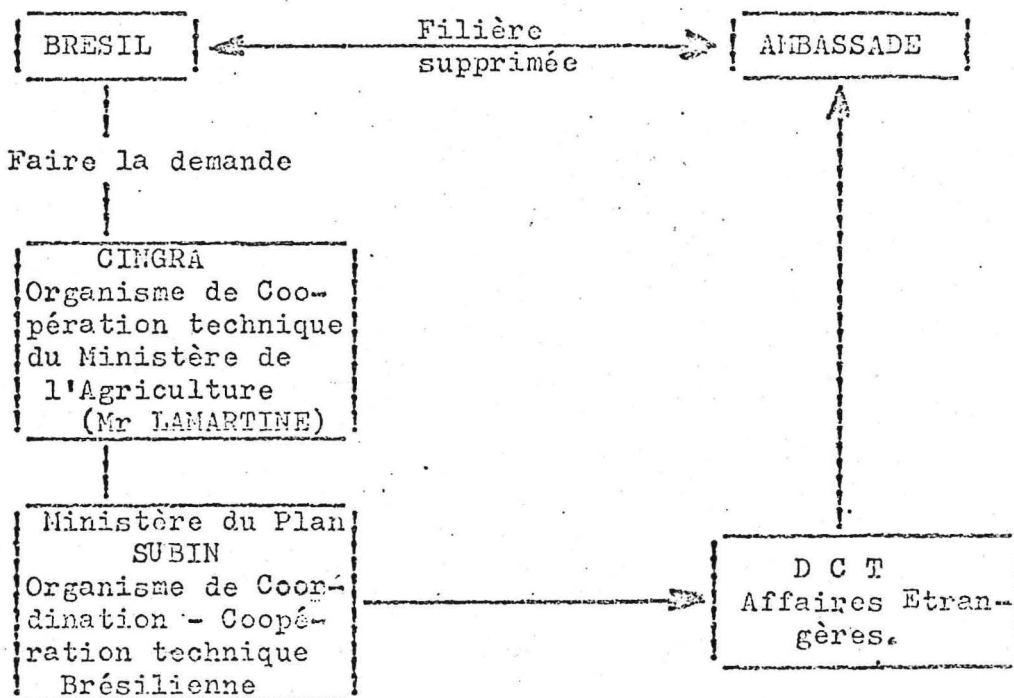 BRESIL
Filière
supprimée
AMBASSADE
Faire la demande
CINGRA
Organisme de Coo-
pération technique
du Ministère de
l'Agriculture
(Mr LAMARTINE)
Ministère du Plan
SUBIN
Organisme de Coor-
dination - Coopé-
ration technique
Brésilienne
D C T
Affaires Etran-
gères.